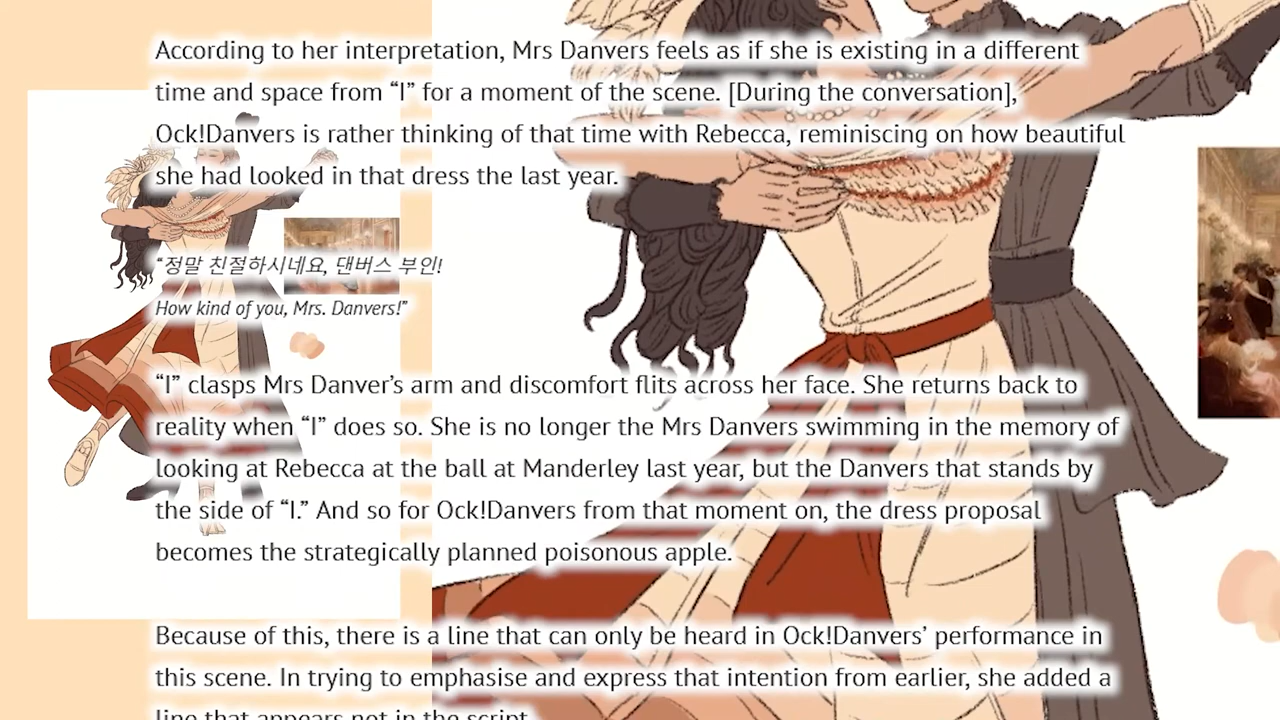 According to her interpretation, Mrs Danvers feels as if she is existing in a different
time and space from “I” for a moment of the scene. [During the conversation],
Ock!Danvers is rather thinking of that time with Rebecca, reminiscing on how beautiful
she had looked in that dress the last year.
“정말 친절하시네요, 댄버스 부인!
How kind of you, Mrs. Danvers!”
“I” clasps Mrs Danver’s arm and discomfort flits across her face. She returns back to
reality when “I” does so. She is no longer the Mrs Danvers swimming in the memory of
looking at Rebecca at the ball at Manderley last year, but the Danvers that stands by
the side of “I.” And so for Ock!Danvers from that moment on, the dress proposal
becomes the strategically planned poisonous apple.
Because of this, there is a line that can only be heard in Ock!Danvers’ performance in
this scene. In trying to emphasise and express that intention from earlier, she added a
line that appears not in the script